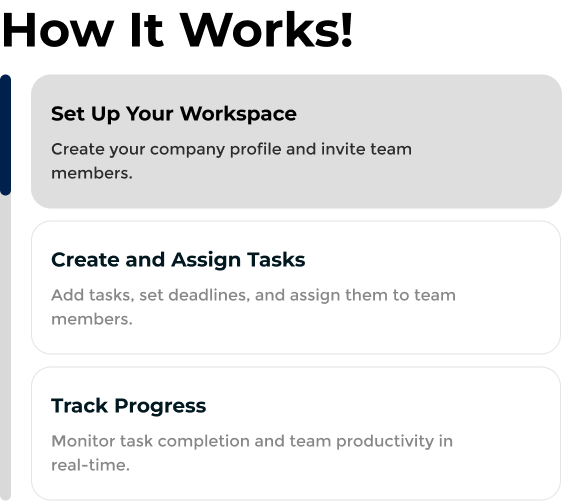 How It Works!
Set Up Your Workspace
Create your company profile and invite team
members.
Create and Assign Tasks
Add tasks, set deadlines, and assign them to team
members.
Track Progress
Monitor task completion and team productivity in
real-time.